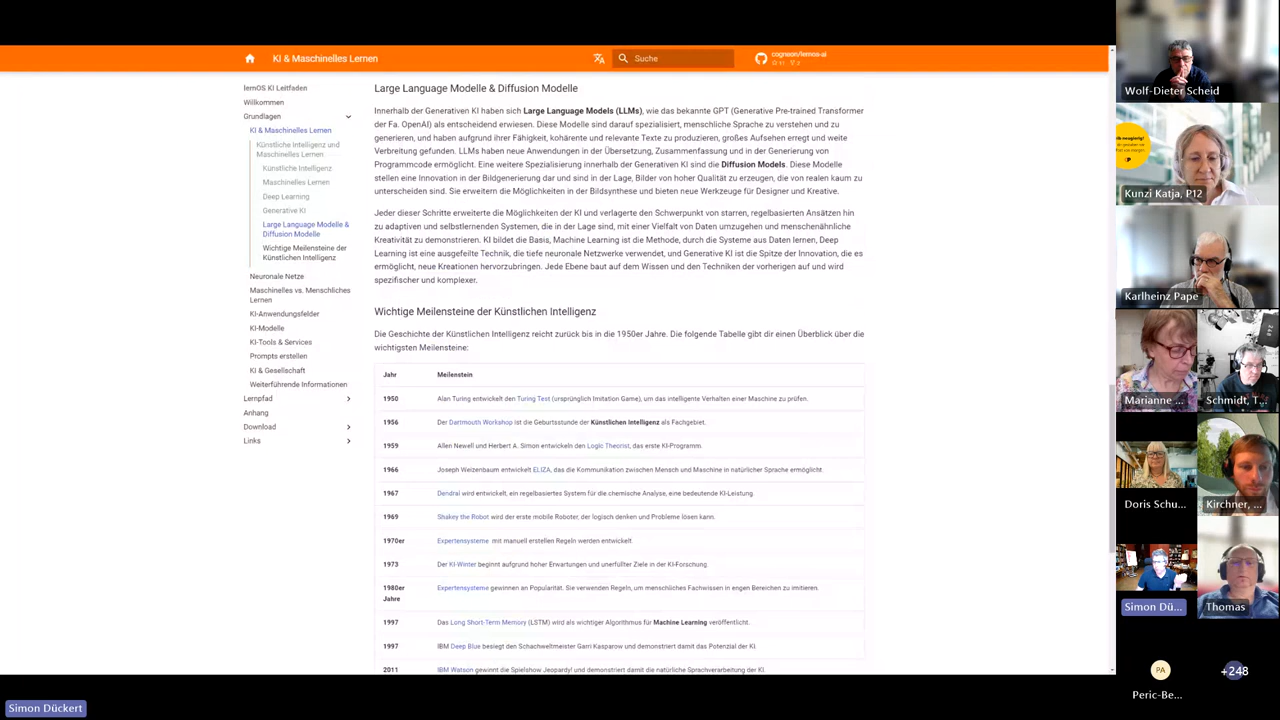 KI & Maschinelles Lernen
Suche
cogneon/lernos-ai
lernOS KI Leitfaden
Willkommen
Grundlagen
KI & Maschinelles Lernen
Künstliche Intelligenz und
Maschinelles Lernen
Künstliche Intelligenz
Maschinelles Lernen
Deep Learning
Generative KI
Large Language Modelle &
Diffusion Modelle
Wichtige Meilensteine der
Künstlichen Intelligenz
Neuronale Netze
Maschinelles vs. Menschliches
Lernen
KI-Anwendungsfelder
KI-Modelle
KI-Tools & Services
Prompts erstellen
KI & Gesellschaft
Weiterführende Informationen
Lernpfad
Anhang
Download
Links
Large Language Modelle & Diffusion Modelle
Innerhalb der Generativen KI haben sich Large Language Models (LLMs), wie das bekannte GPT (Generative Pre-trained Transformer
der Fa. OpenAI) als entscheidend erwiesen. Diese Modelle sind darauf spezialisiert, menschliche Sprache zu verstehen und zu
generieren, und haben aufgrund ihrer Fähigkeit, kohärente und relevante Texte zu produzieren, großes Aufsehen erregt und weite
Verbreitung gefunden. LLMs haben neue Anwendungen in der Übersetzung, Zusammenfassung und in der Generierung von
Programmcode ermöglicht. Eine weitere Spezialisierung innerhalb der Generativen KI sind die Diffusion Models. Diese Modelle
stellen eine Innovation in der Bildgenerierung dar und sind in der Lage, Bilder von hoher Qualität zu erzeugen, die von realen kaum zu
unterscheiden sind. Sie erweitern die Möglichkeiten in der Bildsynthese und bieten neue Werkzeuge für Designer und Kreative.
Jeder dieser Schritte erweiterte die Möglichkeiten der KI und verlagerte den Schwerpunkt von starren, regelbasierten Ansätzen hin
zu adaptiven und selbstlernenden Systemen, die in der Lage sind, mit einer Vielfalt von Daten umzugehen und menschenähnliche
Kreativität zu demonstrieren. KI bildet die Basis, Machine Learning ist die Methode, durch die Systeme aus Daten lernen, Deep
Learning ist eine ausgefeilte Technik, die tiefe neuronale Netzwerke verwendet, und Generative KI ist die Spitze der Innovation, die es
ermöglicht, neue Kreationen hervorzubringen. Jede Ebene baut auf dem Wissen und den Techniken der vorherigen auf und wird
spezifischer und komplexer.
Wichtige Meilensteine der Künstlichen Intelligenz
Die Geschichte der Künstlichen Intelligenz reicht zurück bis in die 1950er Jahre. Die folgende Tabelle gibt dir einen Überblick über die
wichtigsten Meilensteine:
Jahr Meilenstein
1950 Alan Turing entwickelt den Turing Test (ursprünglich Imitation Game), um das intelligente Verhalten einer Maschine zu prüfen.
1956 Der Dartmouth Workshop ist die Geburtsstunde der Künstlichen Intelligenz als Fachgebiet.
1959 Allen Newell und Herbert A. Simon entwickeln den Logic Theorist, das erste KI-Programm.
1966 Joseph Weizenbaum entwickelt ELIZA, das die Kommunikation zwischen Mensch und Maschine in natürlicher Sprache ermöglicht
1967 Dendral wird entwickelt, ein regelbasiertes System für die chemische Analyse, eine bedeutende KI-Leistung
1969 Shakey the Robot wird der erste mobile Roboter, der logisch denken und Probleme lösen kann.
1970er Expertensysteme mit manuell erstellen Regeln werden entwickelt.
1973 Der KI-Winter beginnt aufgrund hoher Erwartungen und unerfüllter Ziele in der KI-Forschung.
1980er Expertensysteme gewinnen an Popularität. Sie verwenden Regeln, um menschliches Fachwissen in engen Bereichen zu imitieren.
Jahre
1997 Das Long Short-Term Memory (LSTM) wird als wichtiger Algorithmus für Machine Learning veröffentlicht.
1997 IBM Deep Blue besiegt den Schachweltmeister Garri Kasparow und demonstriert damit das Potenzial der KI.
2011 IBM Watson gewinnt die Spielshow Jeopardy! und demonstriert damit die natürliche Sprachverarbeitung der KI.
Wolf-Dieter Scheid
Kunzi Katja, P12
Karlheinz Pape
Marianne ...
Schmidt, T...
Doris Schu...
Kirchner, ...
Simon Dü...
Thomas
PA
Peric-Be...
+248
Simon Dückert